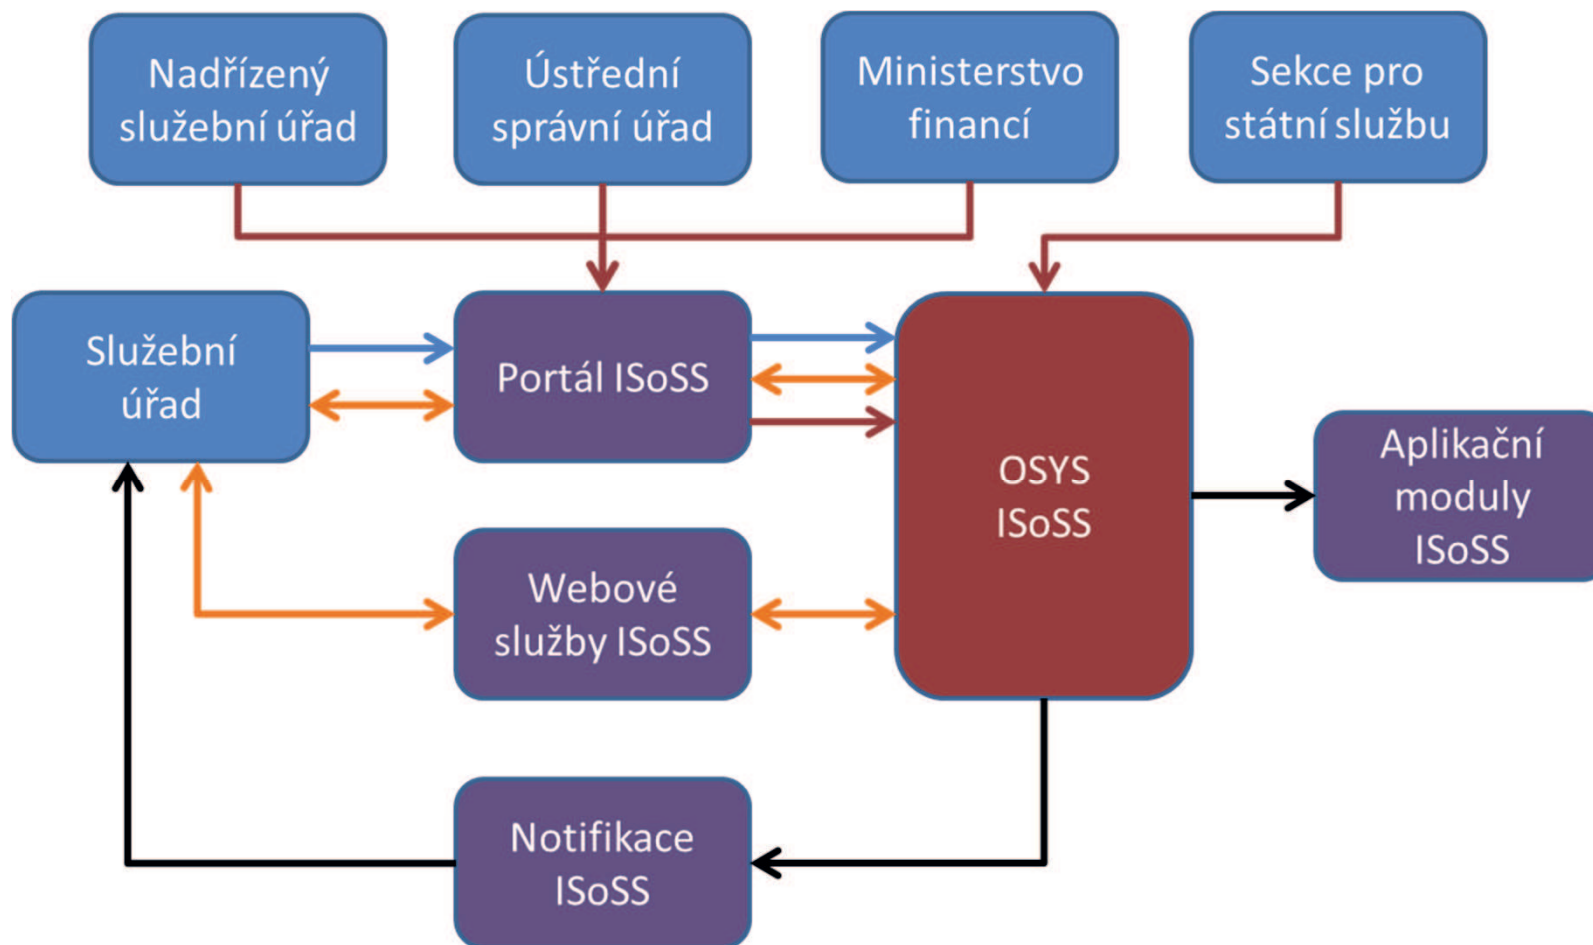 Nadřízený
služební úřad
Ústřední
správní úřad
Ministerstvo
financí
Sekce pro
státní službu
Služební
úřad
Portál ISoSS
OSYS
ISoSS
Aplikační
moduly
ISoSS
Webové
služby ISoSS
Notifikace
ISoSS